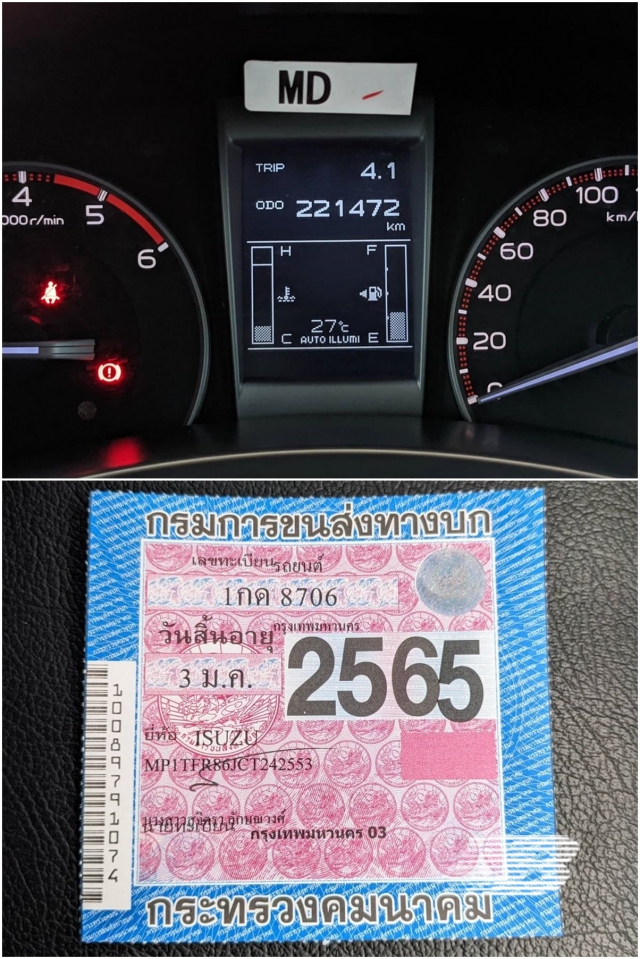 MD
TRIP 4.1
ODO 221472
km
4
5
6
000r/min
H F
C E
27℃
AUTO ILLUMI
100
80
60
40
20
0
km/
กรมการขนส่งทางบก
เลขทะเบียนรถยนต์
1กด 8706
กรุงเทพมหานคร
วันสิ้นอายุ
3 ม.ค. 2565
ยี่ห้อ ISUZU
MP1TFR86JCT242553
นายทะเบียน กรุงเทพมหานคร 03
10089791074
กระทรวงคมนาคม